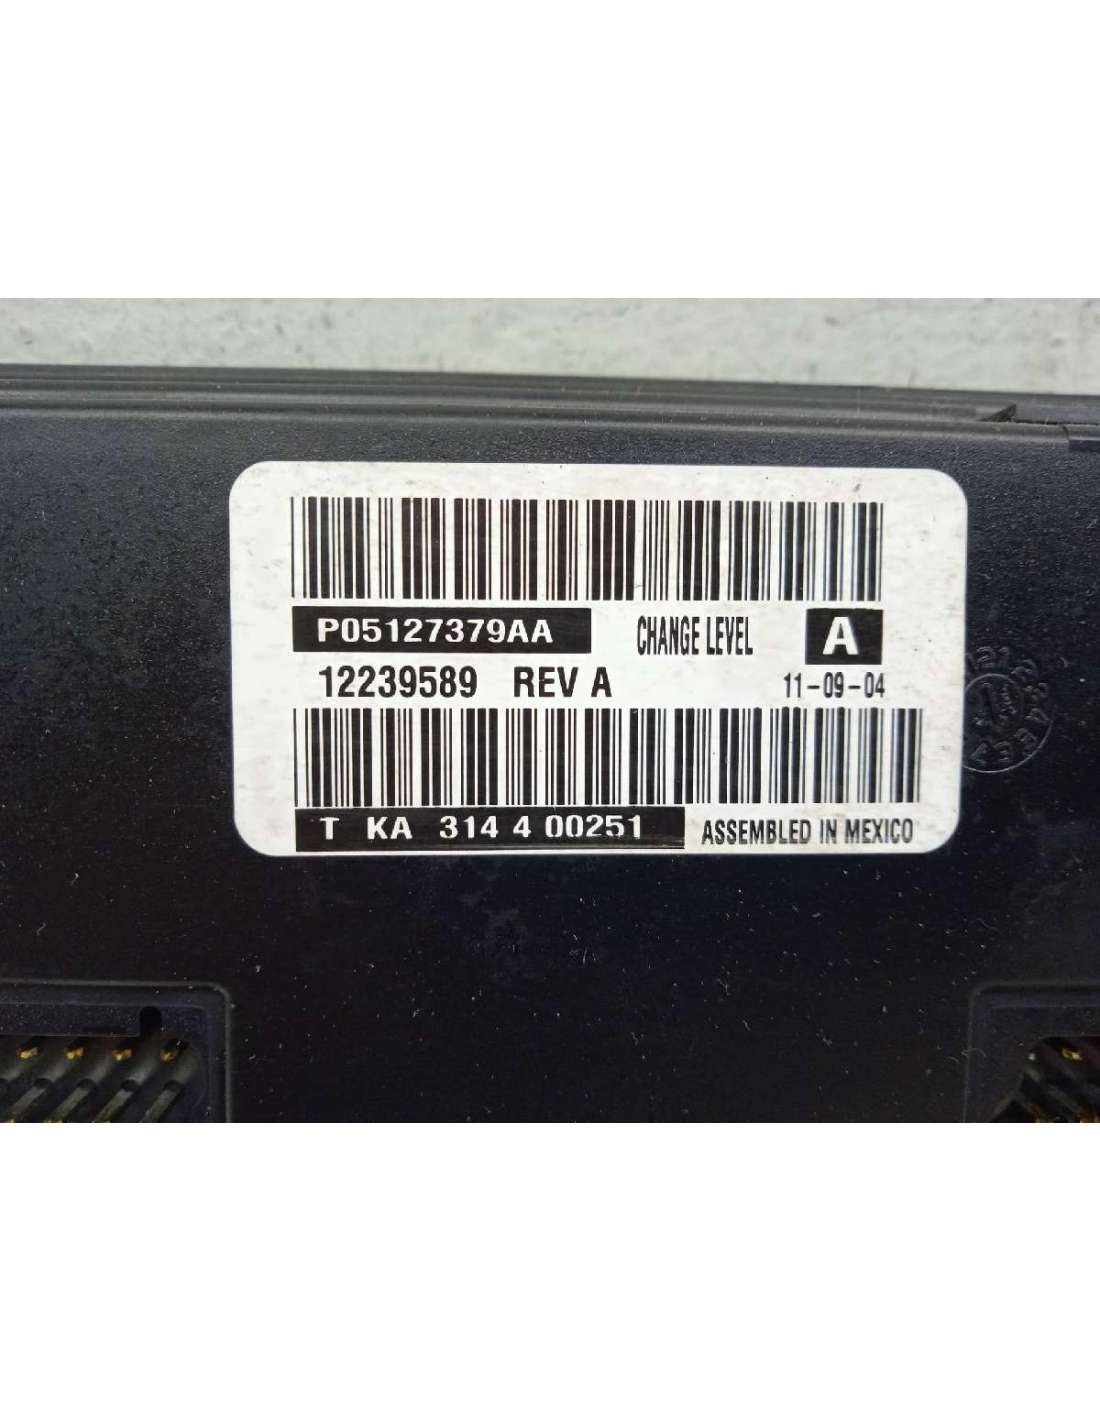 P05127379AA CHANGE LEVEL A
12239589 REV A 11-09-04
T KA 314 4 00251 ASSEMBLED IN MEXICO